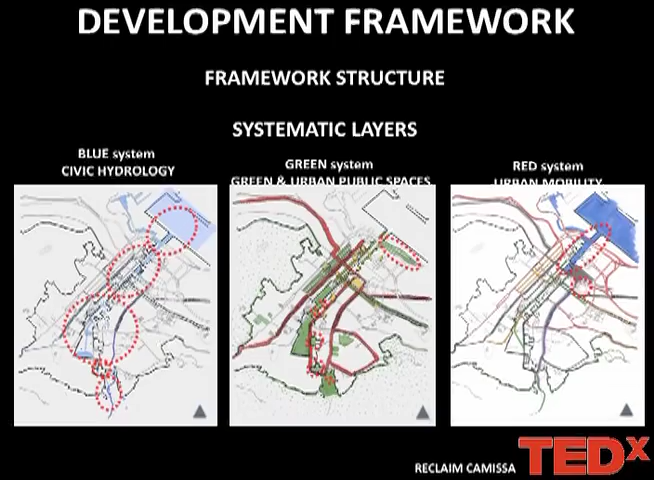 DEVELOPMENT FRAMEWORK
FRAMEWORK STRUCTURE
SYSTEMATIC LAYERS
BLUE system
CIVIC HYDROLOGY
GREEN system
GREEN & URBAN PUBLIC SPACES
RED system
URBAN MOBILITY
RECLAIM CAMISSA
TEDx